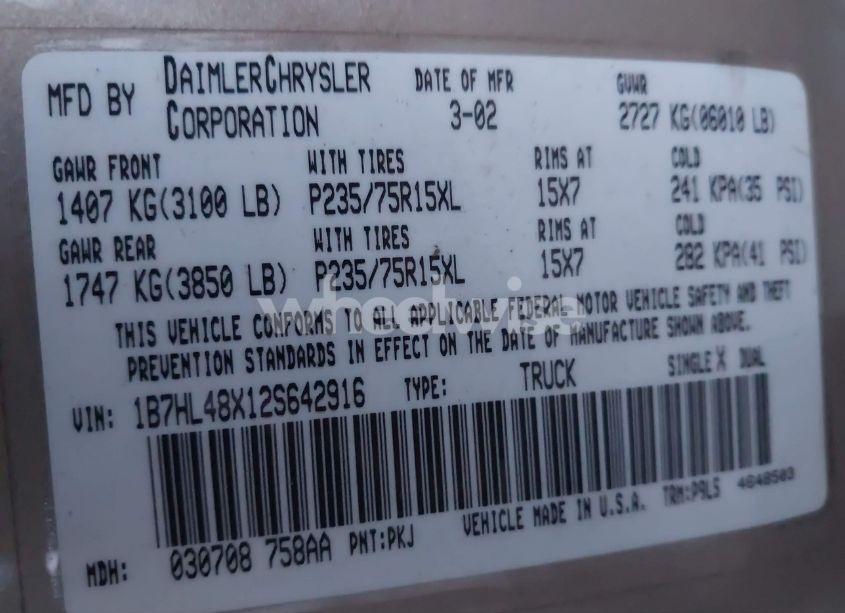 MFD BY DAIMLERCHRYSLER CORPORATION DATE OF MFR 3-02 GVWR 2727 KG(06010 LB)
GAWR FRONT WITH TIRES RIMS AT COLD
1407 KG(3100 LB) P235/75R15XL 15X7 241 KPA(35 PSI)
GAWR REAR WITH TIRES RIMS AT COLD
1747 KG(3850 LB) P235/75R15XL 15X7 282 KPA(41 PSI)
wheelwise
THIS VEHICLE CONFORMS TO ALL APPLICABLE FEDERAL MOTOR VEHICLE SAFETY AND THEFT
PREVENTION STANDARDS IN EFFECT ON THE DATE OF MANUFACTURE SHOWN ABOVE.
VIN: 1B7HL48X12S642916 TYPE: TRUCK SINGLE X DUAL
VEHICLE MADE IN U.S.A. TRM:P9L5 4648503
MDH: 030708 758AA PNT:PKJ